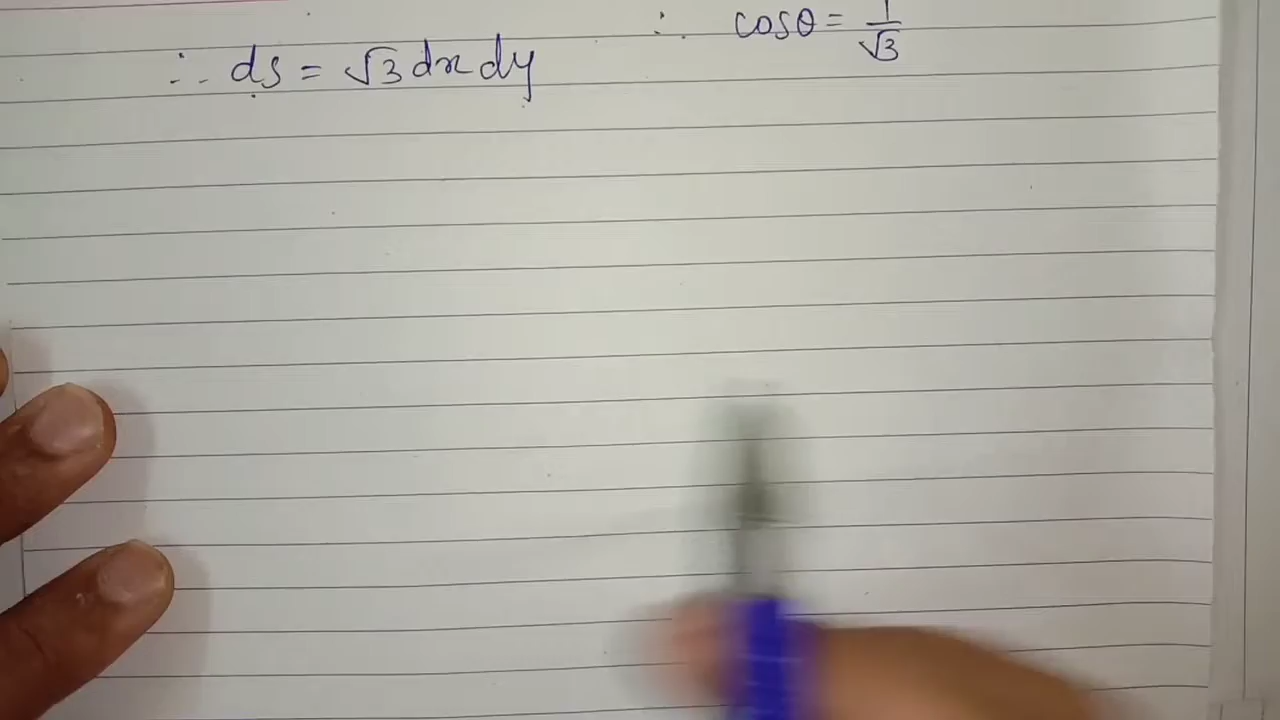 ∴ cosθ = 1/√3
∴ ds = √3 dx dy